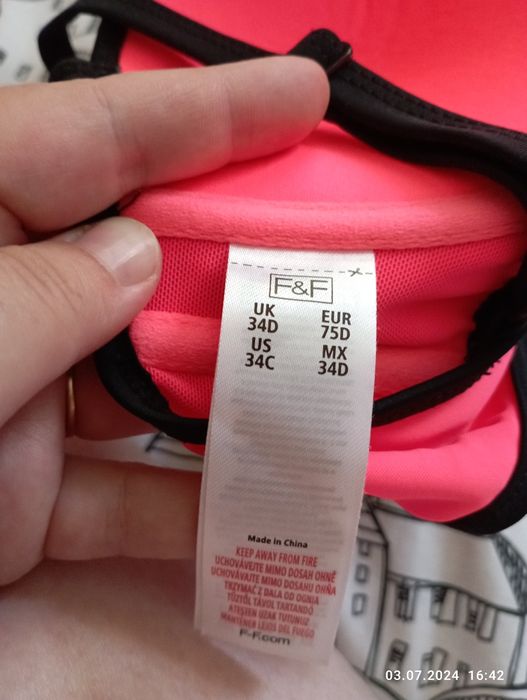 F&F
UK EUR
34D 75D
US MX
34C 34D
Made in China
KEEP AWAY FROM FIRE
UCHOVÁVEJTE MIMO DOSAH OHNĚ
UCHOVÁVAJTE MIMO DOSAHU OHŇA
TRZYMAĆ Z DALA OD OGNIA
TŰZTŐL TÁVOL TARTANDÓ
ATEŞTEN UZAK TUTUNUZ
MANTENER LEJOS DEL FUEGO
F-F.com
03.07.2024 • 16:42